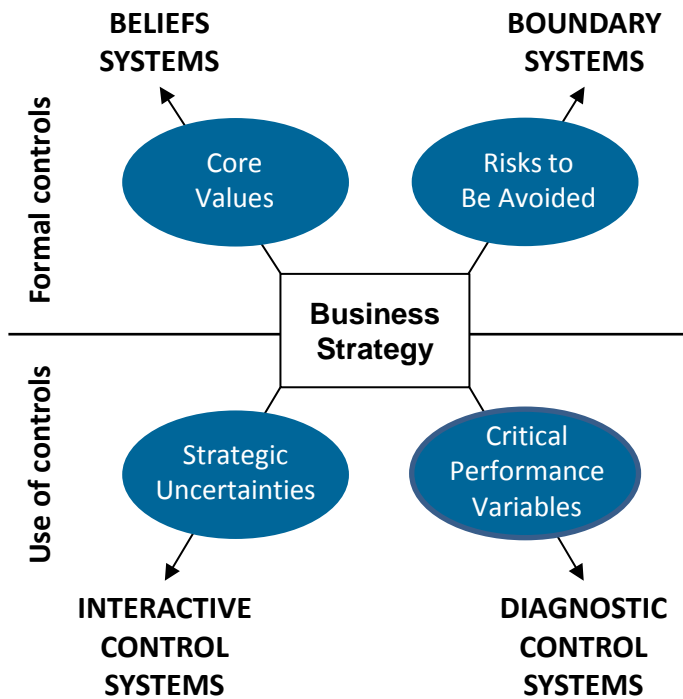 BELIEFS
SYSTEMS
BOUNDARY
SYSTEMS
Formal controls
Core
Values
Risks to
Be Avoided
Business
Strategy
Use of controls
Strategic
Uncertainties
Critical
Performance
Variables
INTERACTIVE
CONTROL
SYSTEMS
DIAGNOSTIC
CONTROL
SYSTEMS